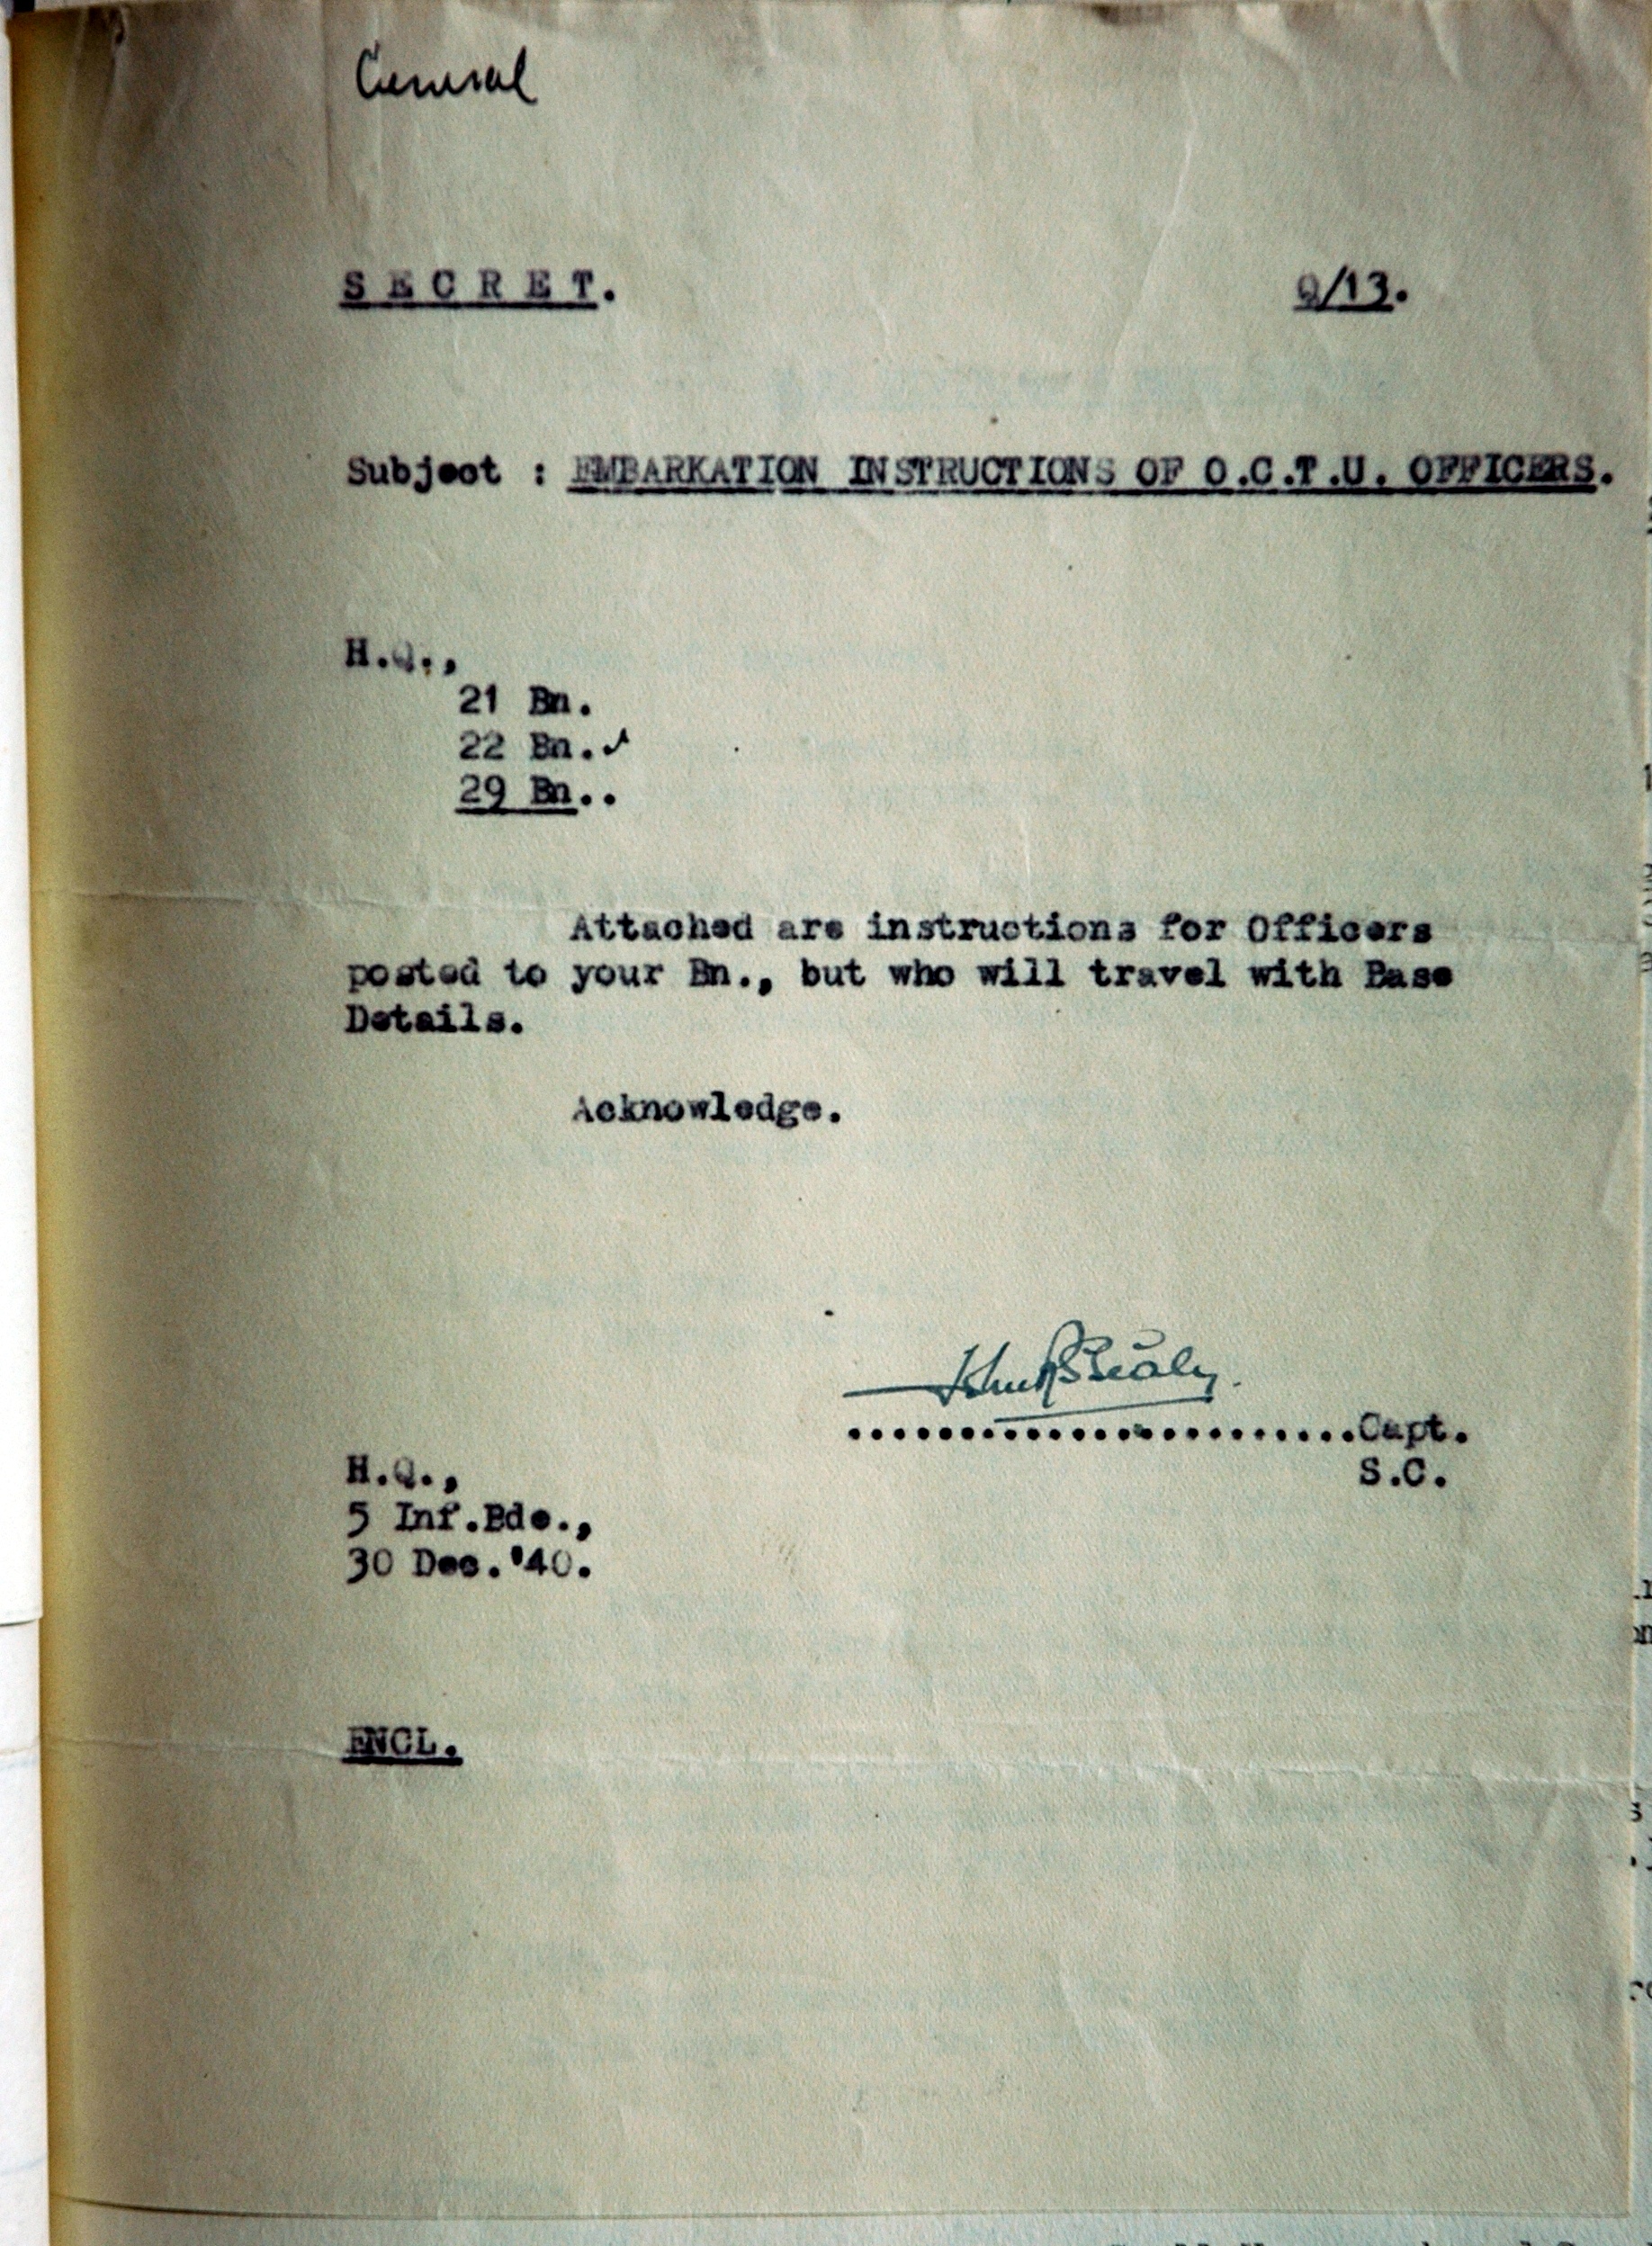 General
SECRET. Q/13.
Subject : EMBARKATION INSTRUCTIONS OF O.C.T.U. OFFICERS.
H.Q.,
21 Bn.
22 Bn.✓
29 Bn..
Attached are instructions for Officers
posted to your Bn., but who will travel with Base
Details.
Acknowledge.
.......................Capt.
H.Q., S.C.
5 Inf.Bde.,
30 Dec.'40.
ENCL.